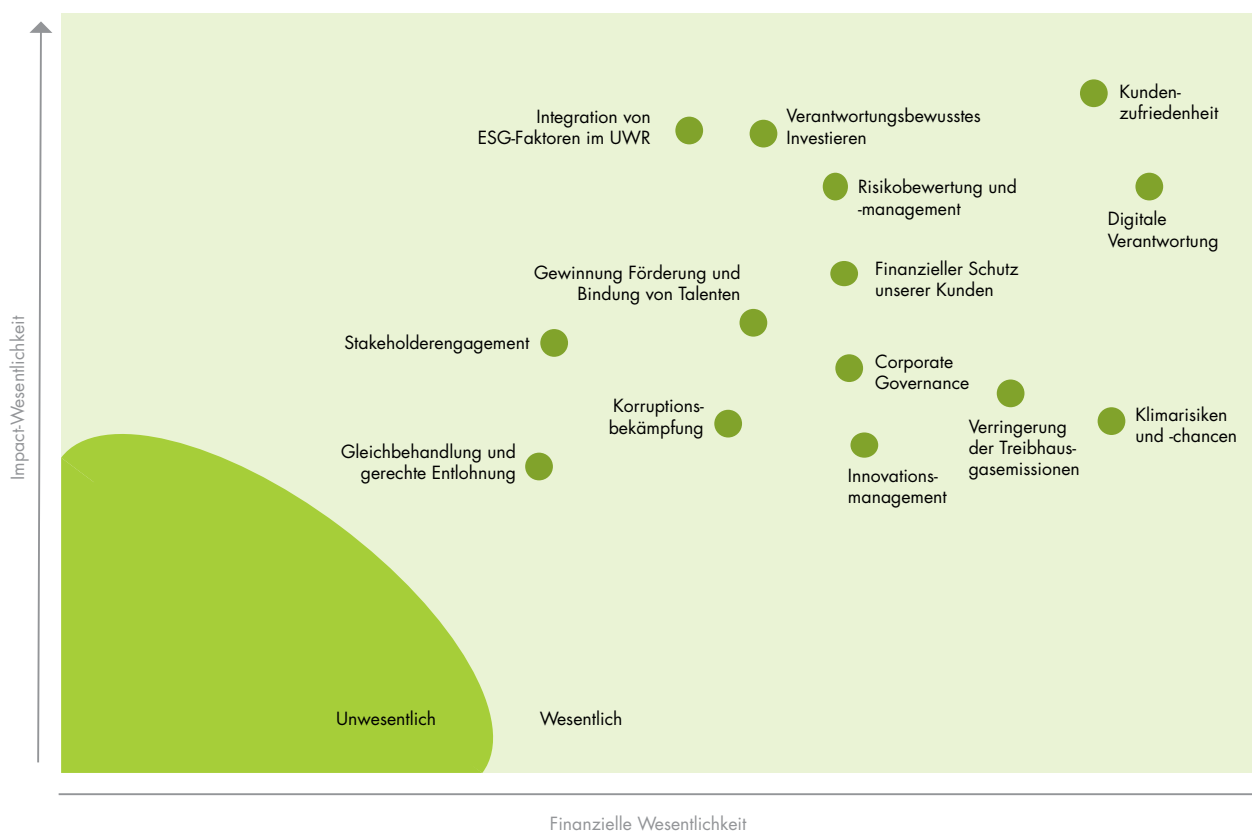 Kunden-
zufriedenheit
Integration von
ESG-Faktoren im UWR
Verantwortungsbewusstes
Investieren
Risikobewertung und
-management
Digitale
Verantwortung
Gewinnung Förderung und
Bindung von Talenten
Finanzieller Schutz
unserer Kunden
Stakeholderengagement
Corporate
Governance
Korruptions-
bekämpfung
Verringerung
der Treibhaus-
gasemissionen
Klimarisiken
und -chancen
Gleichbehandlung und
gerechte Entlohnung
Innovations-
management
Impact-Wesentlichkeit
Unwesentlich
Wesentlich
Finanzielle Wesentlichkeit